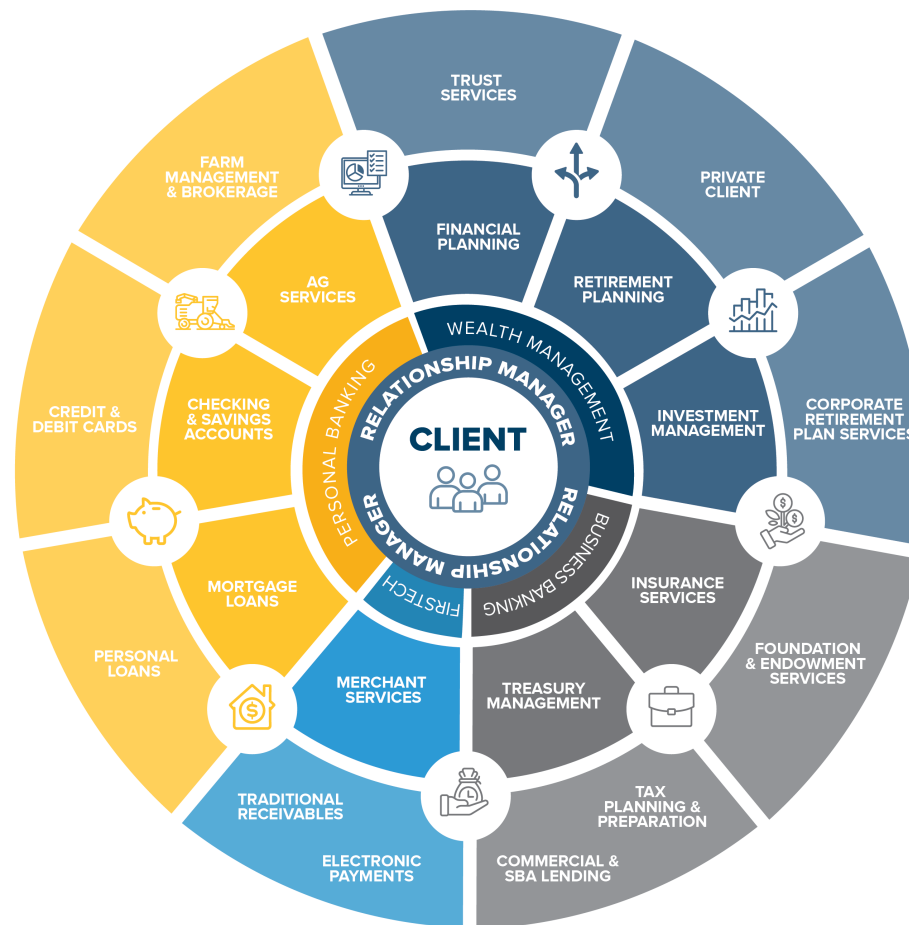 TRUST
SERVICES
PRIVATE
CLIENT
CORPORATE
RETIREMENT
PLAN SERVICES
FOUNDATION
& ENDOWMENT
SERVICES
TAX
PLANNING &
PREPARATION
COMMERCIAL &
SBA LENDING
ELECTRONIC
PAYMENTS
TRADITIONAL
RECEIVABLES
PERSONAL
LOANS
CREDIT &
DEBIT CARDS
FARM
MANAGEMENT
& BROKERAGE
FINANCIAL
PLANNING
RETIREMENT
PLANNING
INVESTMENT
MANAGEMENT
INSURANCE
SERVICES
TREASURY
MANAGEMENT
MERCHANT
SERVICES
MORTGAGE
LOANS
CHECKING
& SAVINGS
ACCOUNTS
AG
SERVICES
WEALTH MANAGEMENT
BUSINESS BANKING
FIRSTECH
PERSONAL BANKING
RELATIONSHIP MANAGER
RELATIONSHIP MANAGER
CLIENT
$
$
$